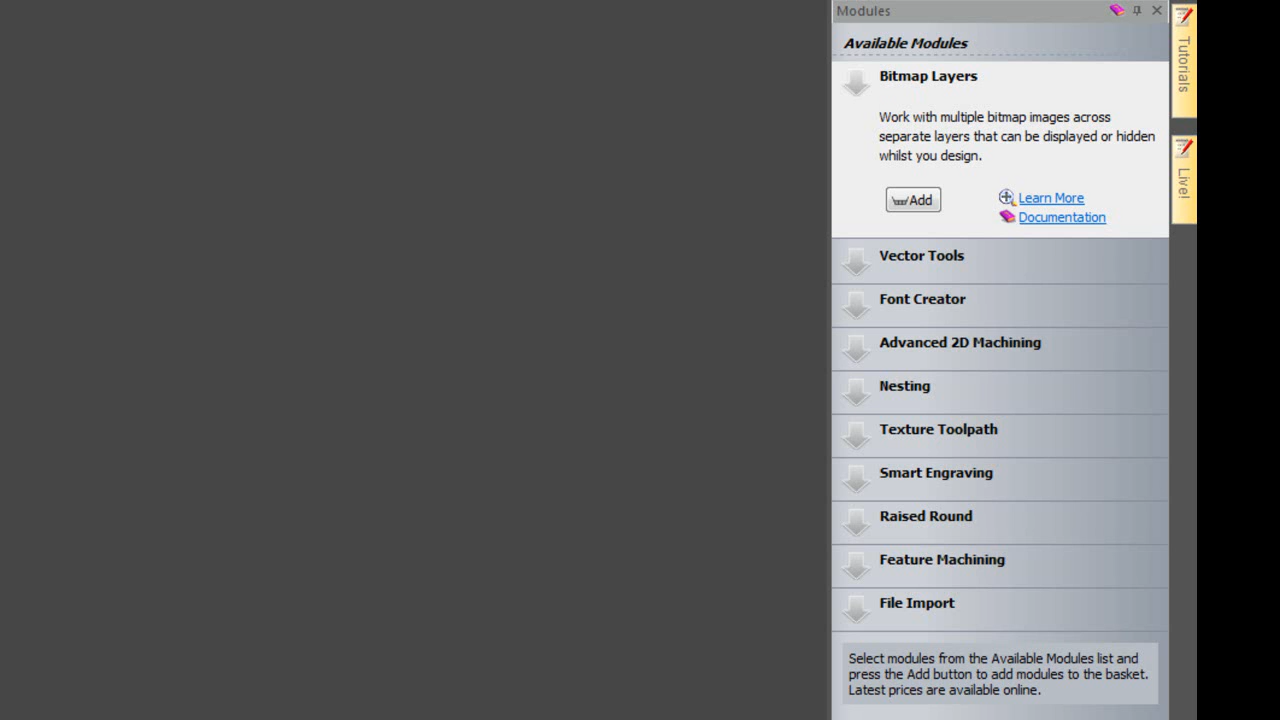 Modules
Available Modules
Bitmap Layers
Work with multiple bitmap images across
separate layers that can be displayed or hidden
whilst you design.
Add
Learn More
Documentation
Vector Tools
Font Creator
Advanced 2D Machining
Nesting
Texture Toolpath
Smart Engraving
Raised Round
Feature Machining
File Import
Select modules from the Available Modules list and
press the Add button to add modules to the basket.
Latest prices are available online.
Tutorials
Live!